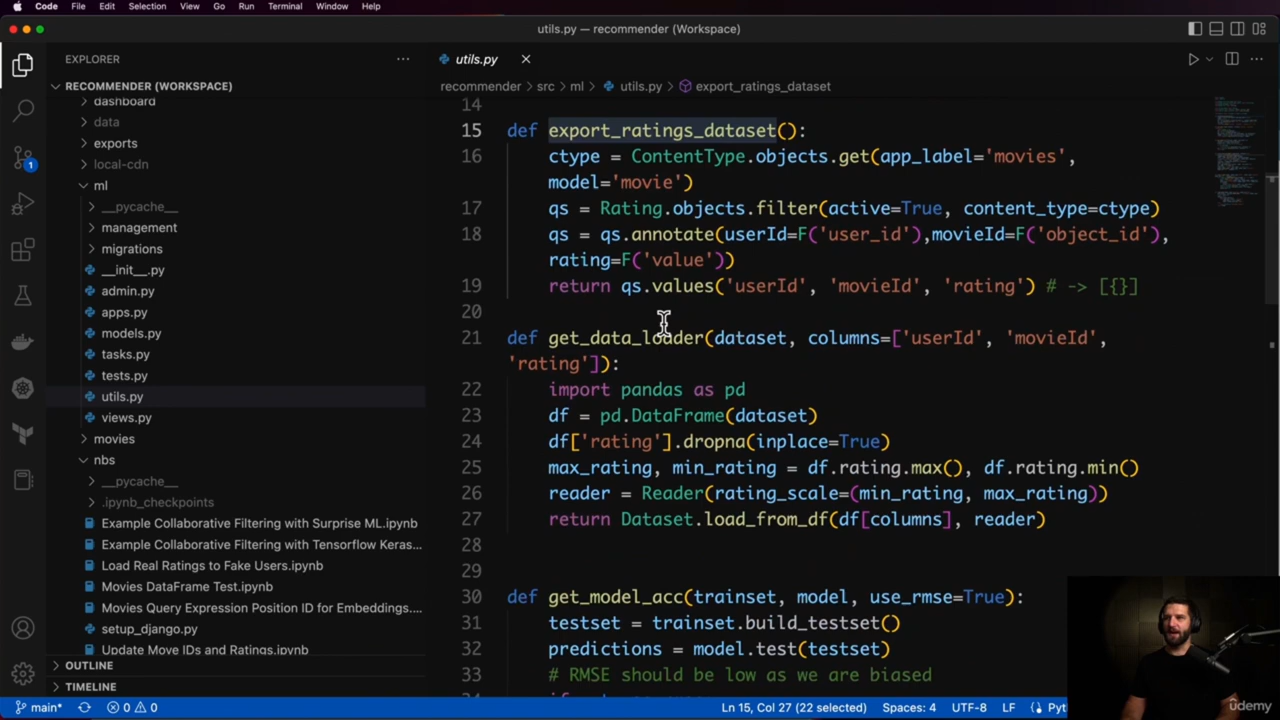 Code File Edit Selection View Go Run Terminal Window Help
utils.py — recommender (Workspace)
EXPLORER
RECOMMENDER (WORKSPACE)
dashboard
data
exports
local-cdn
ml
__pycache__
management
migrations
__init__.py
admin.py
apps.py
models.py
tasks.py
tests.py
utils.py
views.py
movies
nbs
__pycache__
.ipynb_checkpoints
Example Collaborative Filtering with Surprise ML.ipynb
Example Collaborative Filtering with Tensorflow Keras...
Load Real Ratings to Fake Users.ipynb
Movies DataFrame Test.ipynb
Movies Query Expression Position ID for Embeddings....
setup_django.py
Update Move IDs and Ratings.ipynb
OUTLINE
TIMELINE
1
utils.py
recommender > src > ml > utils.py > export_ratings_dataset
14
15 def export_ratings_dataset():
16 ctype = ContentType.objects.get(app_label='movies',
model='movie')
17 qs = Rating.objects.filter(active=True, content_type=ctype)
18 qs = qs.annotate(userId=F('user_id'),movieId=F('object_id'),
rating=F('value'))
19 return qs.values('userId', 'movieId', 'rating') # -> [{}]
20
21 def get_data_loader(dataset, columns=['userId', 'movieId',
'rating']):
22 import pandas as pd
23 df = pd.DataFrame(dataset)
24 df['rating'].dropna(inplace=True)
25 max_rating, min_rating = df.rating.max(), df.rating.min()
26 reader = Reader(rating_scale=(min_rating, max_rating))
27 return Dataset.load_from_df(df[columns], reader)
28
29
30 def get_model_acc(trainset, model, use_rmse=True):
31 testset = trainset.build_testset()
32 predictions = model.test(testset)
33 # RMSE should be low as we are biased
main* 0 0 Ln 15, Col 27 (22 selected) Spaces: 4 UTF-8 LF Pyt
udemy